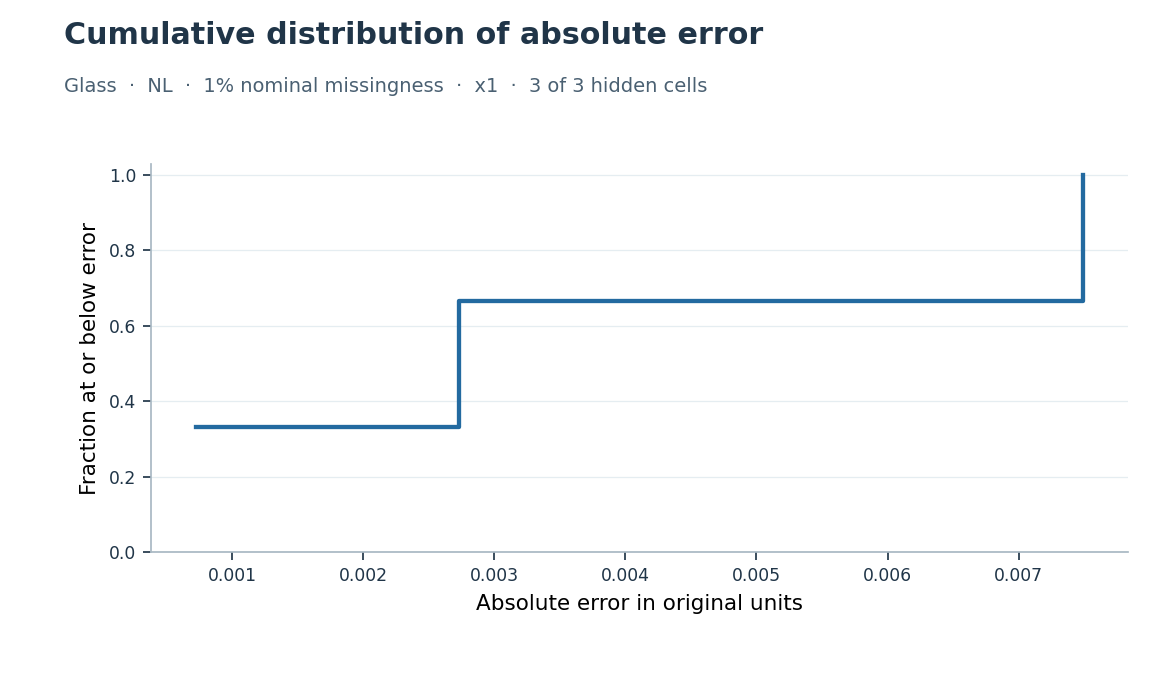 Cumulative distribution of absolute error
Glass · NL · 1% nominal missingness · x1 · 3 of 3 hidden cells
Fraction at or below error
1.0
0.8
0.6
0.4
0.2
0.0
0.001 0.002 0.003 0.004 0.005 0.006 0.007
Absolute error in original units